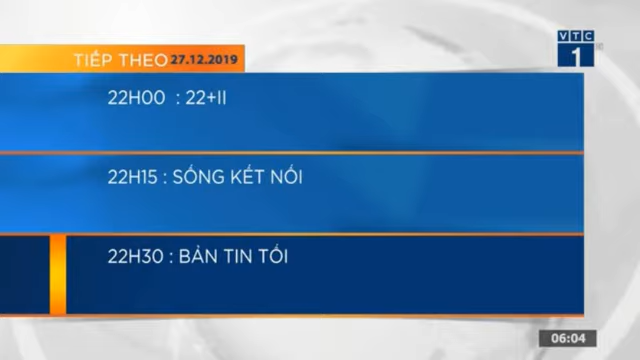 VTC
1
TIẾP THEO 27.12.2019
22H00 : 22+II
22H15 : SỐNG KẾT NỐI
22H30 : BẢN TIN TỐI
06:04